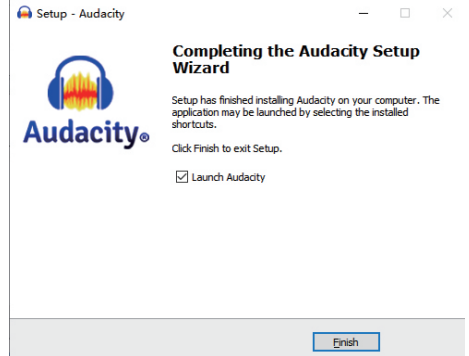 Setup - Audacity
Completing the Audacity Setup
Wizard
Setup has finished installing Audacity on your computer. The
application may be launched by selecting the installed
shortcuts.
Click Finish to exit Setup.
Launch Audacity
Audacity®
Finish